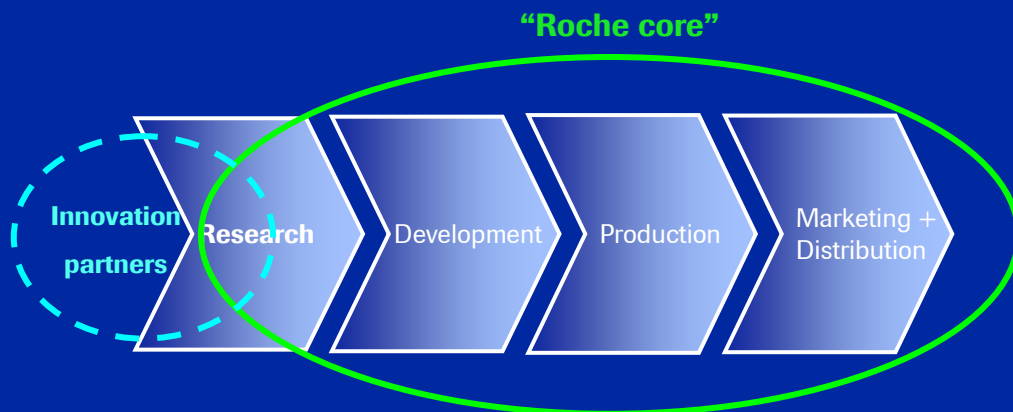 “Roche core”
Innovation
partners
Research
Development
Production
Marketing +
Distribution